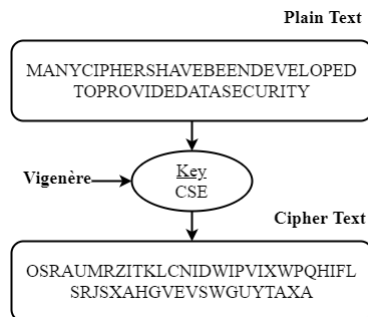 Plain Text
MANYCIPHERSHAVEBEENDEVELOPED
TOPROVIDEDATASECURITY
Vigenère
Key
CSE
Cipher Text
OSRAUMRZITKLCNIDWIPVIXWPQHIFL
SRJSXAHGVEVSWGUYTAXA